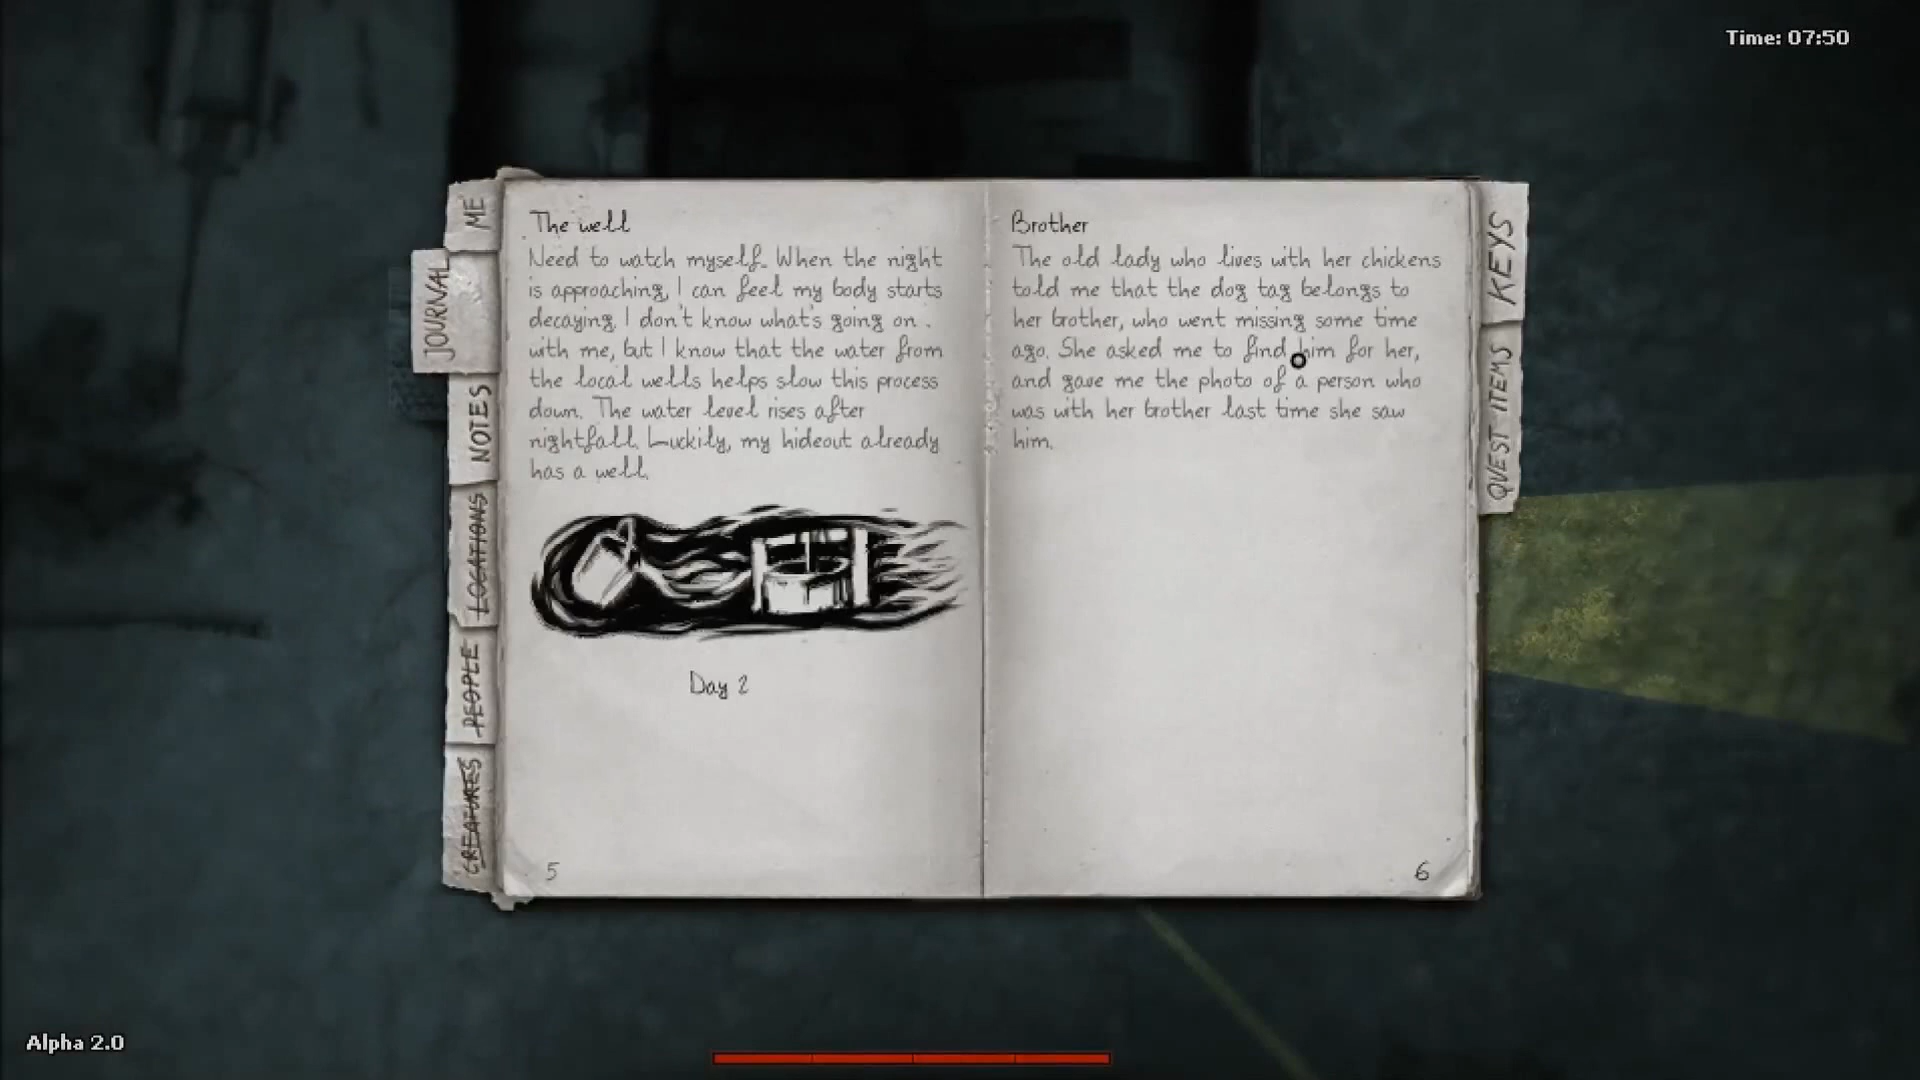 Time: 07:50
ME
JOURNAL
NOTES
LOCATIONS
PEOPLE
CREATURES
The well
Need to watch myself. When the night
is approaching, I can feel my body starts
decaying. I don't know what's going on .
with me, but I know that the water from
the local wells helps slow this process
down. The water level rises after
nightfall. Luckily, my hideout already
has a well.
Day 2
5
Brother
The old lady who lives with her chickens
told me that the dog tag belongs to
her brother, who went missing some time
ago. She asked me to find him for her,
and gave me the photo of a person who
was with her brother last time she saw
him.
6
KEYS
QUEST ITEMS
Alpha 2.0